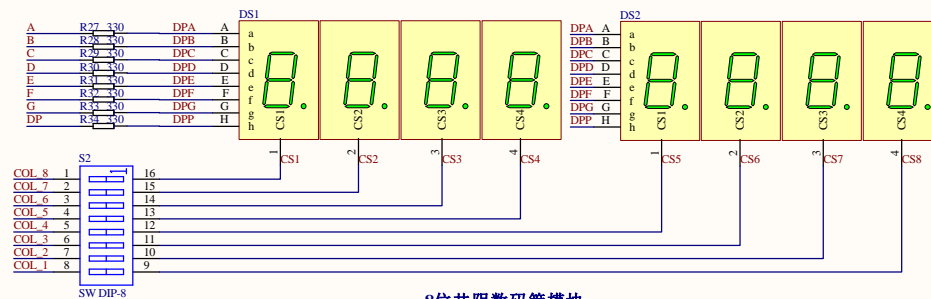 DS1
DS2
A R27 330 DPA A a
B R28 330 DPB B b
C R29 330 DPC C c
D R30 330 DPD D d
E R31 330 DPE E e
F R32 330 DPF F f
G R33 330 DPG G g
DP R34 330 DPP H h
CS1 CS2 CS3 CS4
DPA A a
DPB B b
DPC C c
DPD D d
DPE E e
DPF F f
DPG G g
DPP H h
CS1 CS2 CS3 CS4
1 CS1 2 CS2 3 CS3 4 CS4 1 CS5 2 CS6 3 CS7 4 CS8
S2
1
COL_8 1 16
COL_7 2 15
COL_6 3 14
COL_5 4 13
COL_4 5 12
COL_3 6 11
COL_2 7 10
COL_1 8 9
SW DIP-8